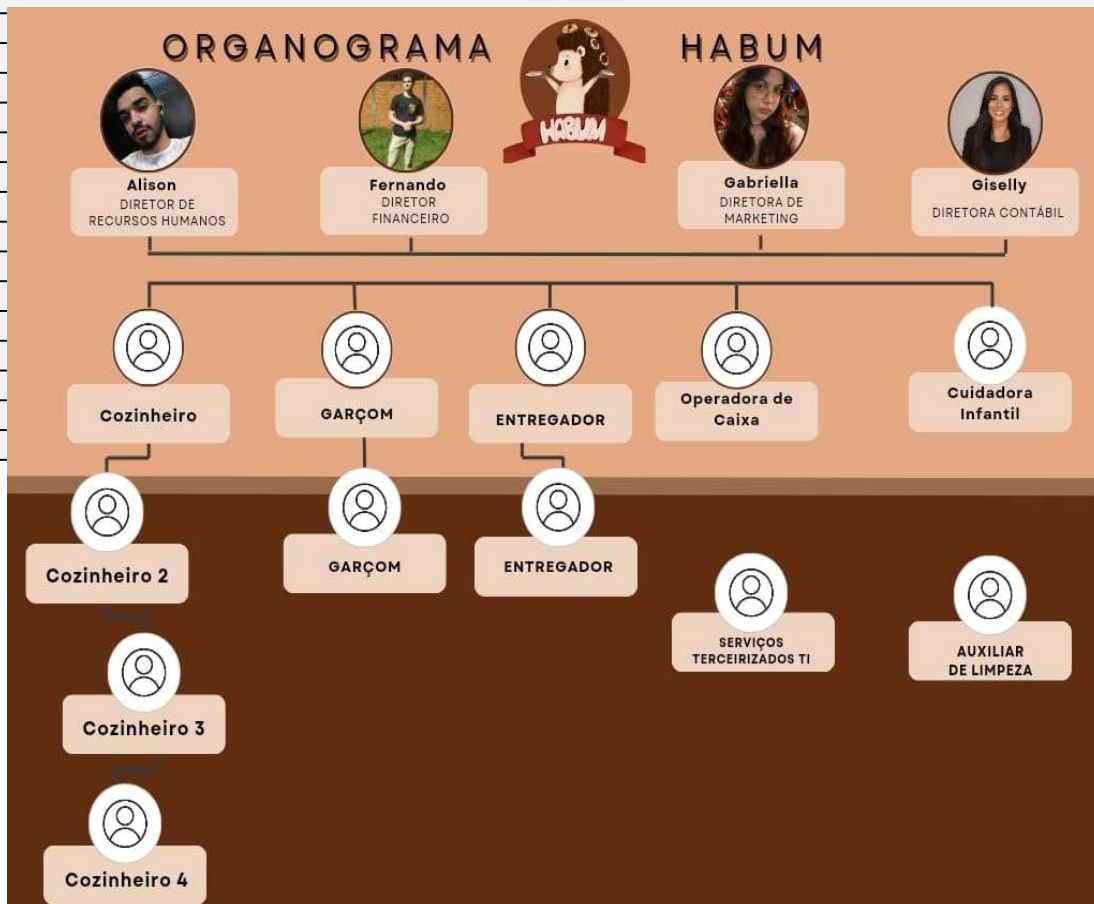 ORGANOGRAMA HABUM
HABUM
Alison
DIRETOR DE
RECURSOS HUMANOS
Fernando
DIRETOR
FINANCEIRO
Gabriella
DIRETORA DE
MARKETING
Giselly
DIRETORA CONTÁBIL
Cozinheiro
GARÇOM
ENTREGADOR
Operadora de
Caixa
Cuidadora
Infantil
Cozinheiro 2
GARÇOM
ENTREGADOR
SERVIÇOS
TERCEIRIZADOS TI
AUXILIAR
DE LIMPEZA
Cozinheiro 3
Cozinheiro 4